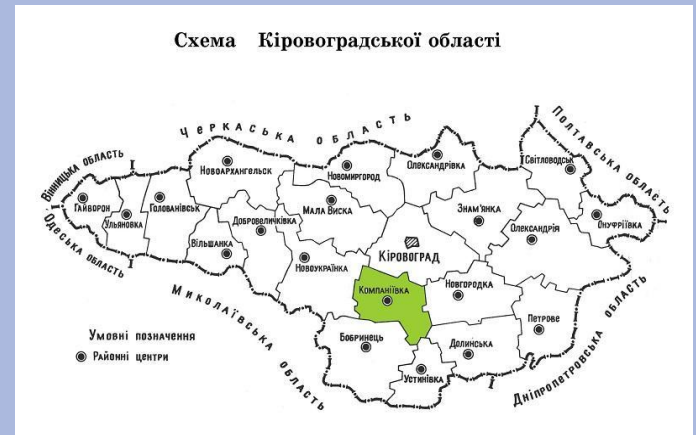 Схема Кіровоградської області
Черкаська область
Полтавська область
Вінницька область
Олександрівка
Світловодськ
Новоархангельск
Новомиргород
Гайворон
Голованівськ
Мала Виска
Знам'янка
Ульяновка
Добровеличківка
Онуфріївка
Олександрія
Одеська область
Вільшанка
Кіровоград
Новоукраїнка
Компаніївка
Новгородка
Миколаївська область
Петрове
Дніпропетровська область
Умовні позначення
Районні центри
Бобринець
Долинська
Устинівка